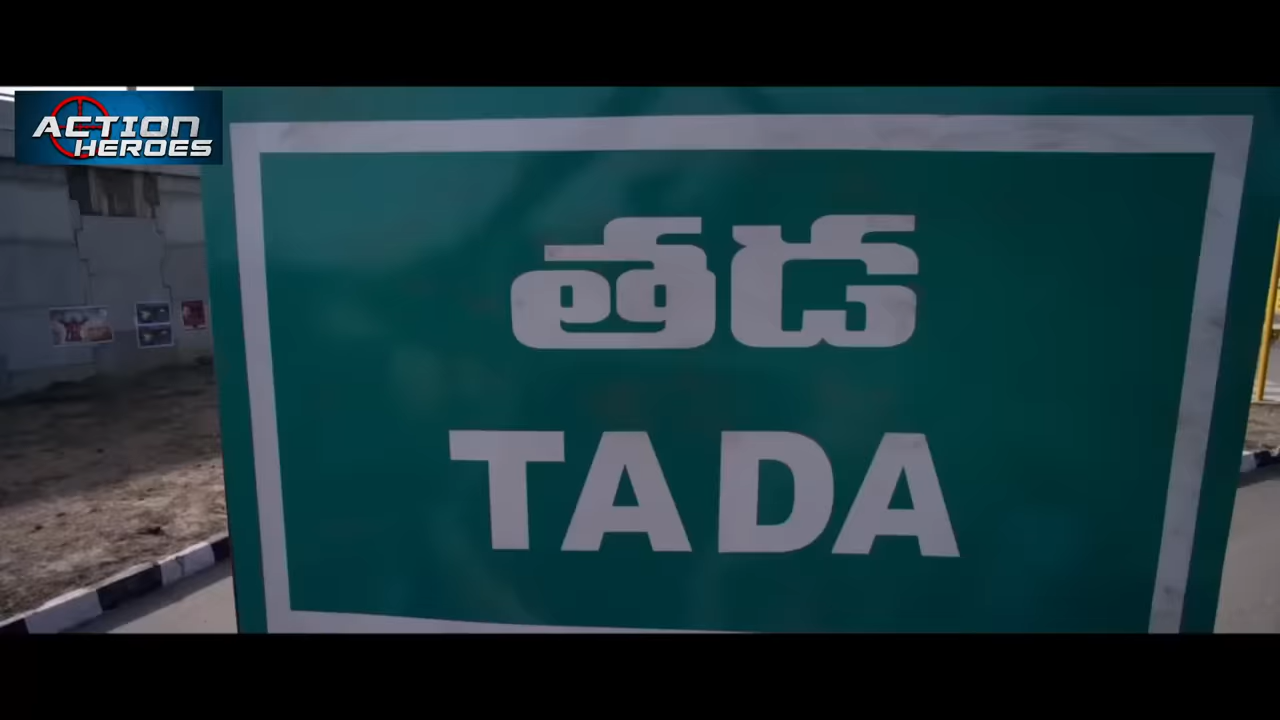 ACTION
HEROES
తడ
TADA